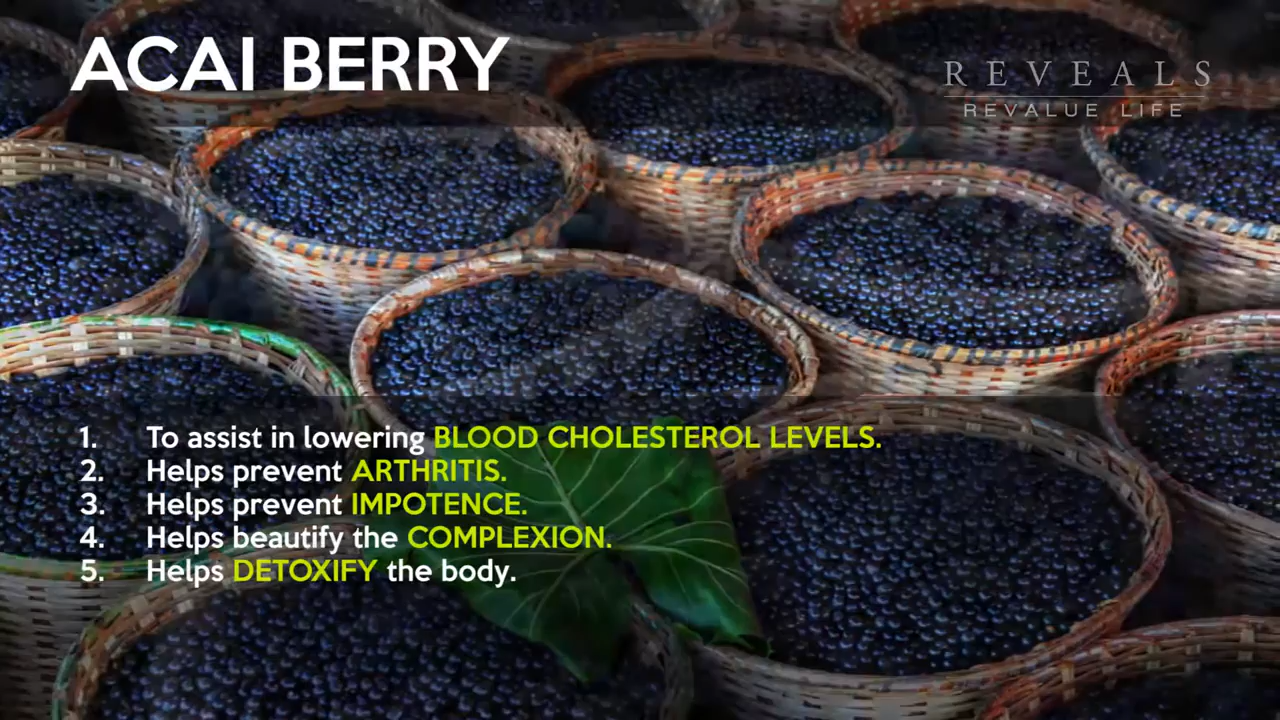 ACAI BERRY
REVEALS
REVALUE LIFE
1. To assist in lowering BLOOD CHOLESTEROL LEVELS.
2. Helps prevent ARTHRITIS.
3. Helps prevent IMPOTENCE.
4. Helps beautify the COMPLEXION.
5. Helps DETOXIFY the body.